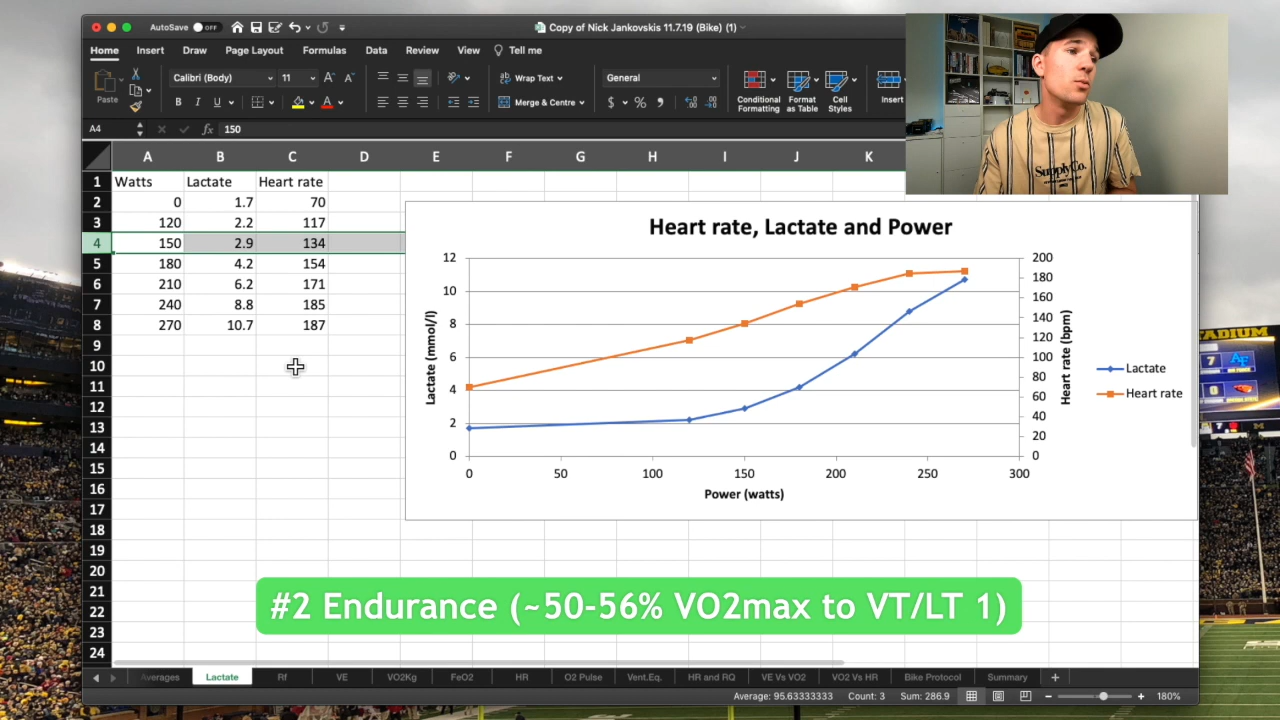 AutoSave OFF
Copy of Nick Jankovskis 11.7.19 (Bike) (1)
Home Insert Draw Page Layout Formulas Data Review View Tell me
Paste
Calibri (Body) 11
B I U
Wrap Text
Merge & Centre
General
Conditional Formatting
Format as Table
Cell Styles
Insert
A4 fx 150
A B C D E F G H I J K
1 Watts Lactate Heart rate
2 0 1.7 70
3 120 2.2 117
4 150 2.9 134
5 180 4.2 154
6 210 6.2 171
7 240 8.8 185
8 270 10.7 187
9
10
11
12
13
14
15
16
17
18
19
20
21
22
23
24
Heart rate, Lactate and Power
Lactate (mmol/l)
12
10
8
6
4
2
0
200
180
160
140
120
100
80
60
40
20
0
Heart rate (bpm)
0 50 100 150 200 250 300
Power (watts)
Lactate
Heart rate
Supply Co.
#2 Endurance (~50-56% VO2max to VT/LT 1)
Averages Lactate Rf VE VO2Kg FeO2 HR O2 Pulse Vent.Eq. HR and RQ VE Vs VO2 VO2 Vs HR Bike Protocol Summary
Average: 95.63333333 Count: 3 Sum: 286.9 180%
TADIUM
7
0